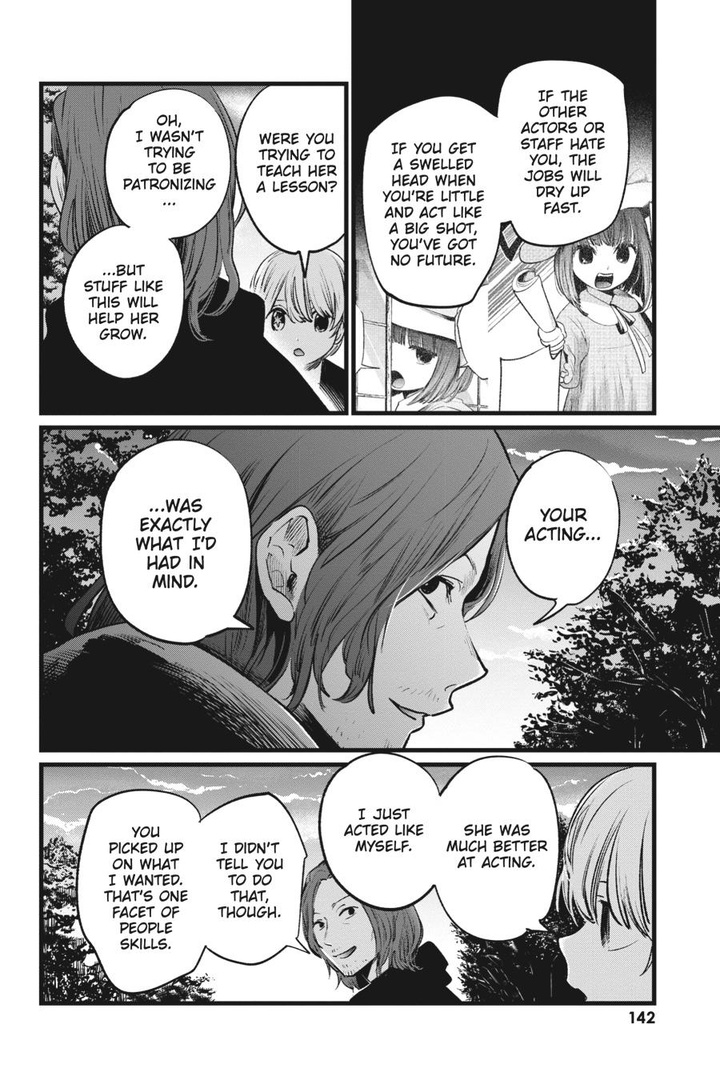 IF THE
OTHER
ACTORS OR
STAFF HATE
YOU, THE
JOBS WILL
DRY UP
FAST.
IF YOU GET
A SWELLED
HEAD WHEN
YOU'RE LITTLE
AND ACT LIKE
A BIG SHOT,
YOU'VE GOT
NO FUTURE.
WERE YOU
TRYING TO
TEACH HER
A LESSON?
OH,
I WASN'T
TRYING
TO BE
PATRONIZING
...
...BUT
STUFF LIKE
THIS WILL
HELP HER
GROW.
YOUR
ACTING...
...WAS
EXACTLY
WHAT I'D
HAD IN
MIND.
SHE WAS
MUCH BETTER
AT ACTING.
I JUST
ACTED LIKE
MYSELF.
I DIDN'T
TELL YOU
TO DO
THAT,
THOUGH.
YOU
PICKED UP
ON WHAT
I WANTED.
THAT'S ONE
FACET OF
PEOPLE
SKILLS.
142